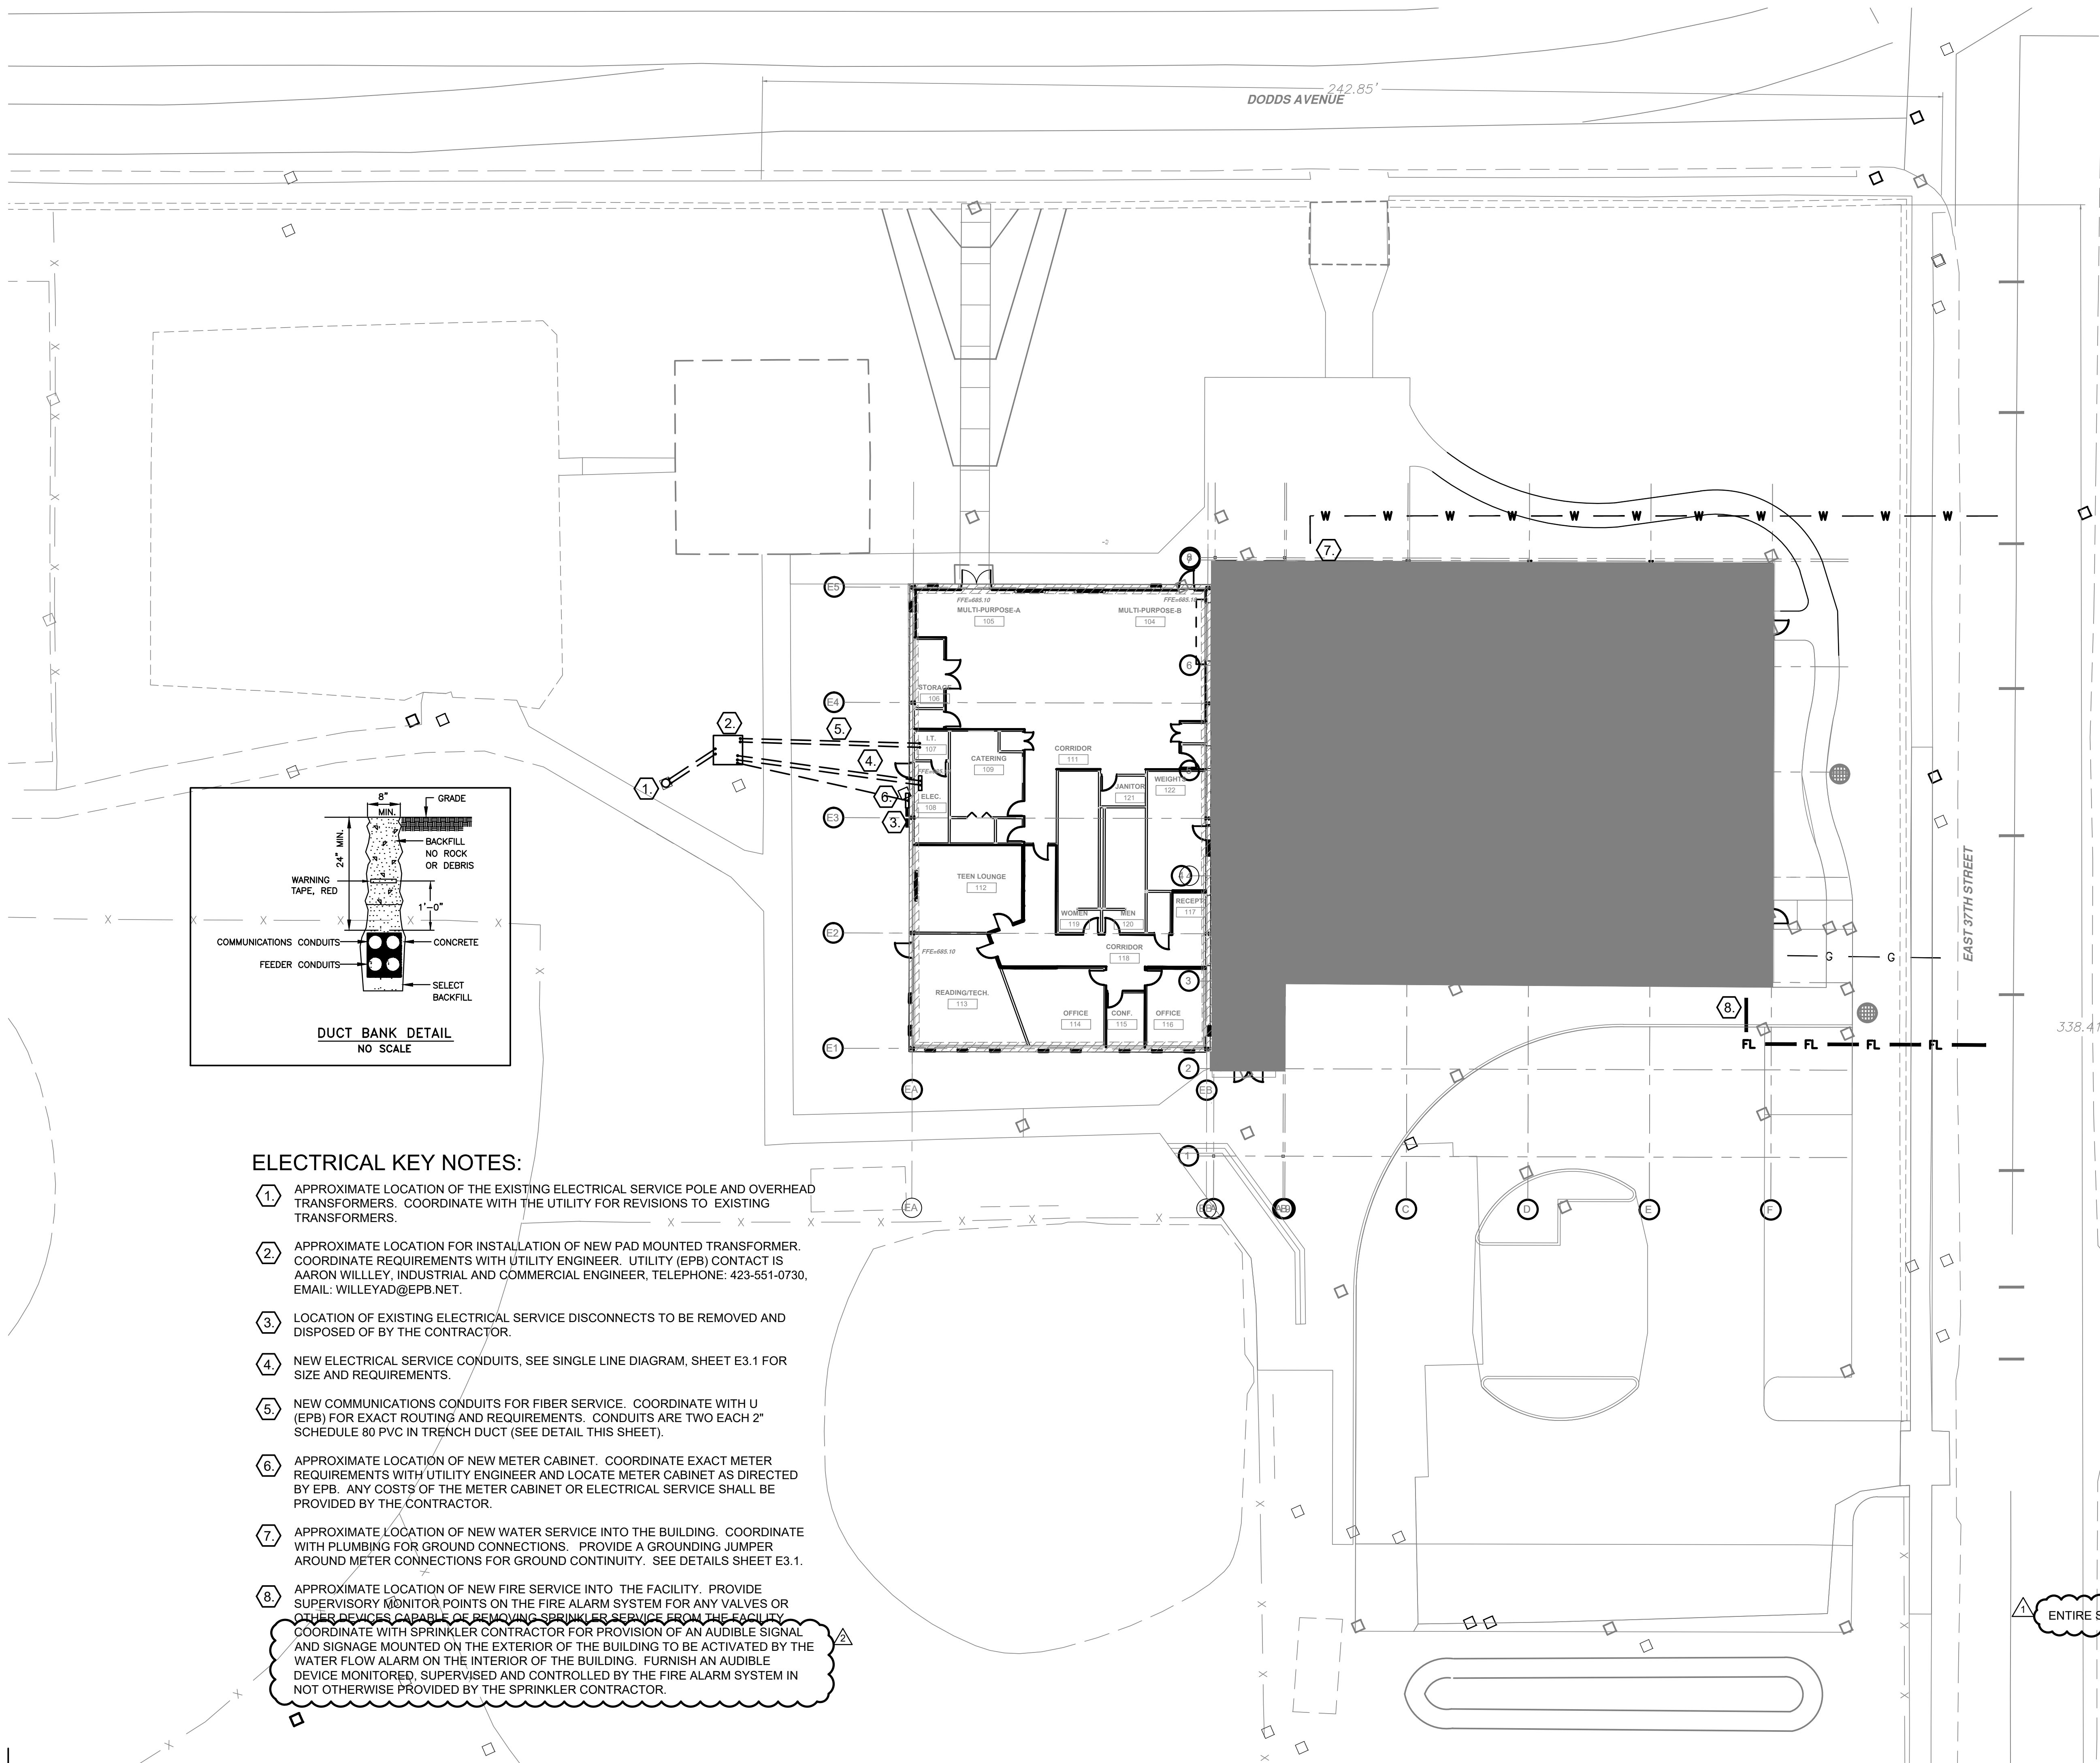 242.85'
DODDS AVENUE
W W W W W W W W W W W
7.
E5
FFE=685.10
MULTI-PURPOSE-A
105
FFE=685.10
MULTI-PURPOSE-B
104
6
STORAGE
106
E4
2.
5.
I.T.
107
4.
CORRIDOR
111
CATERING
109
1.
WEIGHTS
122
JANITOR
121
6.
ELEC.
108
3.
E3
TEEN LOUNGE
112
4
RECEPT.
117
WOMEN
119
MEN
120
E2
CORRIDOR
118
FFE=685.10
3
READING/TECH.
113
OFFICE
114
CONF.
115
OFFICE
116
E1
2
EA
EB
1
EA
C
D
E
F
G G
8.
FL FL FL FL
EAST 37TH STREET
338.41
8"
MIN.
GRADE
24" MIN.
BACKFILL
NO ROCK
OR DEBRIS
WARNING
TAPE, RED
1'-0"
COMMUNICATIONS CONDUITS
CONCRETE
FEEDER CONDUITS
SELECT
BACKFILL
DUCT BANK DETAIL
NO SCALE
ELECTRICAL KEY NOTES:
1. APPROXIMATE LOCATION OF THE EXISTING ELECTRICAL SERVICE POLE AND OVERHEAD
TRANSFORMERS. COORDINATE WITH THE UTILITY FOR REVISIONS TO EXISTING
TRANSFORMERS.
2. APPROXIMATE LOCATION FOR INSTALLATION OF NEW PAD MOUNTED TRANSFORMER.
COORDINATE REQUIREMENTS WITH UTILITY ENGINEER. UTILITY (EPB) CONTACT IS
AARON WILLLEY, INDUSTRIAL AND COMMERCIAL ENGINEER, TELEPHONE: 423-551-0730,
EMAIL: WILLEYAD@EPB.NET.
3. LOCATION OF EXISTING ELECTRICAL SERVICE DISCONNECTS TO BE REMOVED AND
DISPOSED OF BY THE CONTRACTOR.
4. NEW ELECTRICAL SERVICE CONDUITS, SEE SINGLE LINE DIAGRAM, SHEET E3.1 FOR
SIZE AND REQUIREMENTS.
5. NEW COMMUNICATIONS CONDUITS FOR FIBER SERVICE. COORDINATE WITH U
(EPB) FOR EXACT ROUTING AND REQUIREMENTS. CONDUITS ARE TWO EACH 2"
SCHEDULE 80 PVC IN TRENCH DUCT (SEE DETAIL THIS SHEET).
6. APPROXIMATE LOCATION OF NEW METER CABINET. COORDINATE EXACT METER
REQUIREMENTS WITH UTILITY ENGINEER AND LOCATE METER CABINET AS DIRECTED
BY EPB. ANY COSTS OF THE METER CABINET OR ELECTRICAL SERVICE SHALL BE
PROVIDED BY THE CONTRACTOR.
7. APPROXIMATE LOCATION OF NEW WATER SERVICE INTO THE BUILDING. COORDINATE
WITH PLUMBING FOR GROUND CONNECTIONS. PROVIDE A GROUNDING JUMPER
AROUND METER CONNECTIONS FOR GROUND CONTINUITY. SEE DETAILS SHEET E3.1.
8. APPROXIMATE LOCATION OF NEW FIRE SERVICE INTO THE FACILITY. PROVIDE
SUPERVISORY MONITOR POINTS ON THE FIRE ALARM SYSTEM FOR ANY VALVES OR
OTHER DEVICES CAPABLE OF REMOVING SPRINKLER SERVICE FROM THE FACILITY
COORDINATE WITH SPRINKLER CONTRACTOR FOR PROVISION OF AN AUDIBLE SIGNAL
AND SIGNAGE MOUNTED ON THE EXTERIOR OF THE BUILDING TO BE ACTIVATED BY THE
WATER FLOW ALARM ON THE INTERIOR OF THE BUILDING. FURNISH AN AUDIBLE
DEVICE MONITORED, SUPERVISED AND CONTROLLED BY THE FIRE ALARM SYSTEM IN
NOT OTHERWISE PROVIDED BY THE SPRINKLER CONTRACTOR.
2
1
ENTIRE S